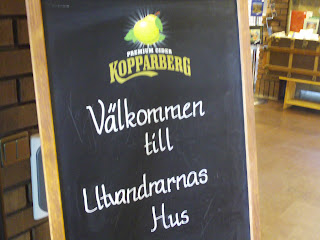 PREMIUM CIDER
KOPPARBERG
Välkommen
till
Utvandrarnas
Hus